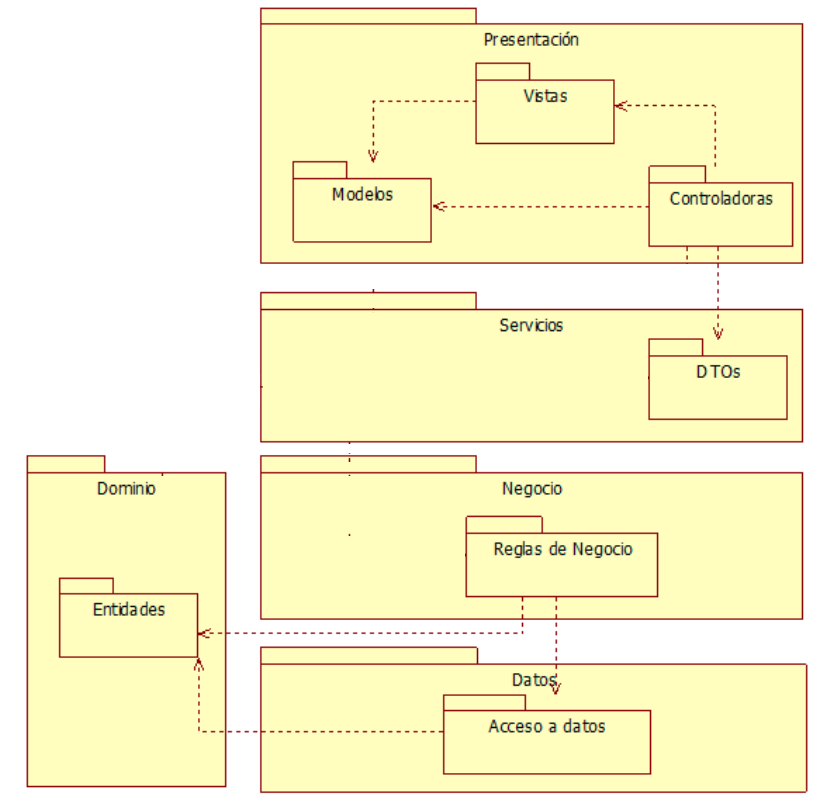 Presentación
Vistas
Modelos
Controladoras
Servicios
DTOs
Dominio
Negocio
Reglas de Negocio
Entidades
Datos
Acceso a datos